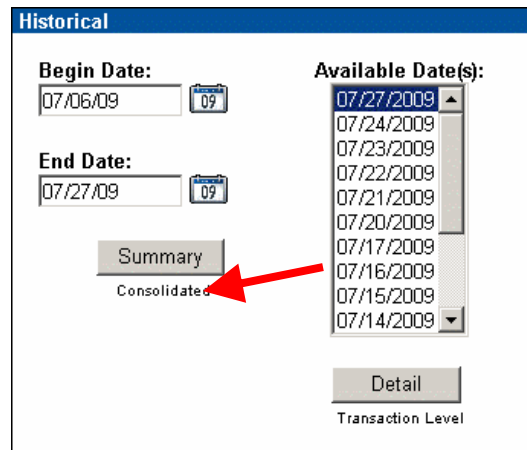 Historical
Begin Date:
07/06/09
09
End Date:
07/27/09
09
Summary
Consolidated
Available Date(s):
07/27/2009
07/24/2009
07/23/2009
07/22/2009
07/21/2009
07/20/2009
07/17/2009
07/16/2009
07/15/2009
07/14/2009
Detail
Transaction Level